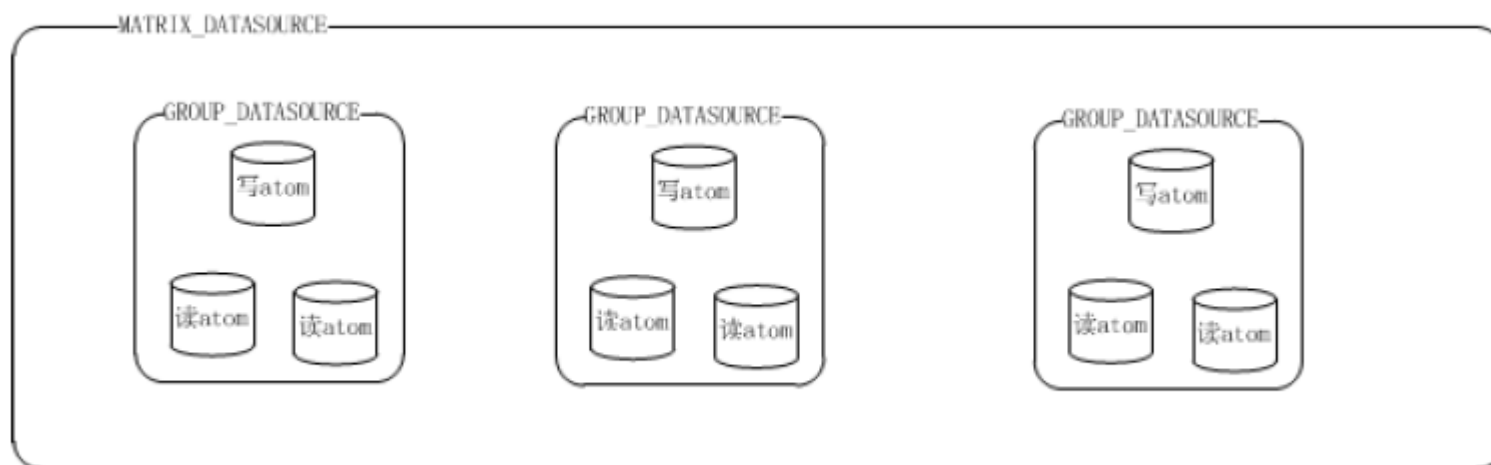 MATRIX_DATASOURCE
GROUP_DATASOURCE
写atom
读atom
读atom
GROUP_DATASOURCE
写atom
读atom
读atom
GROUP_DATASOURCE
写atom
读atom
读atom